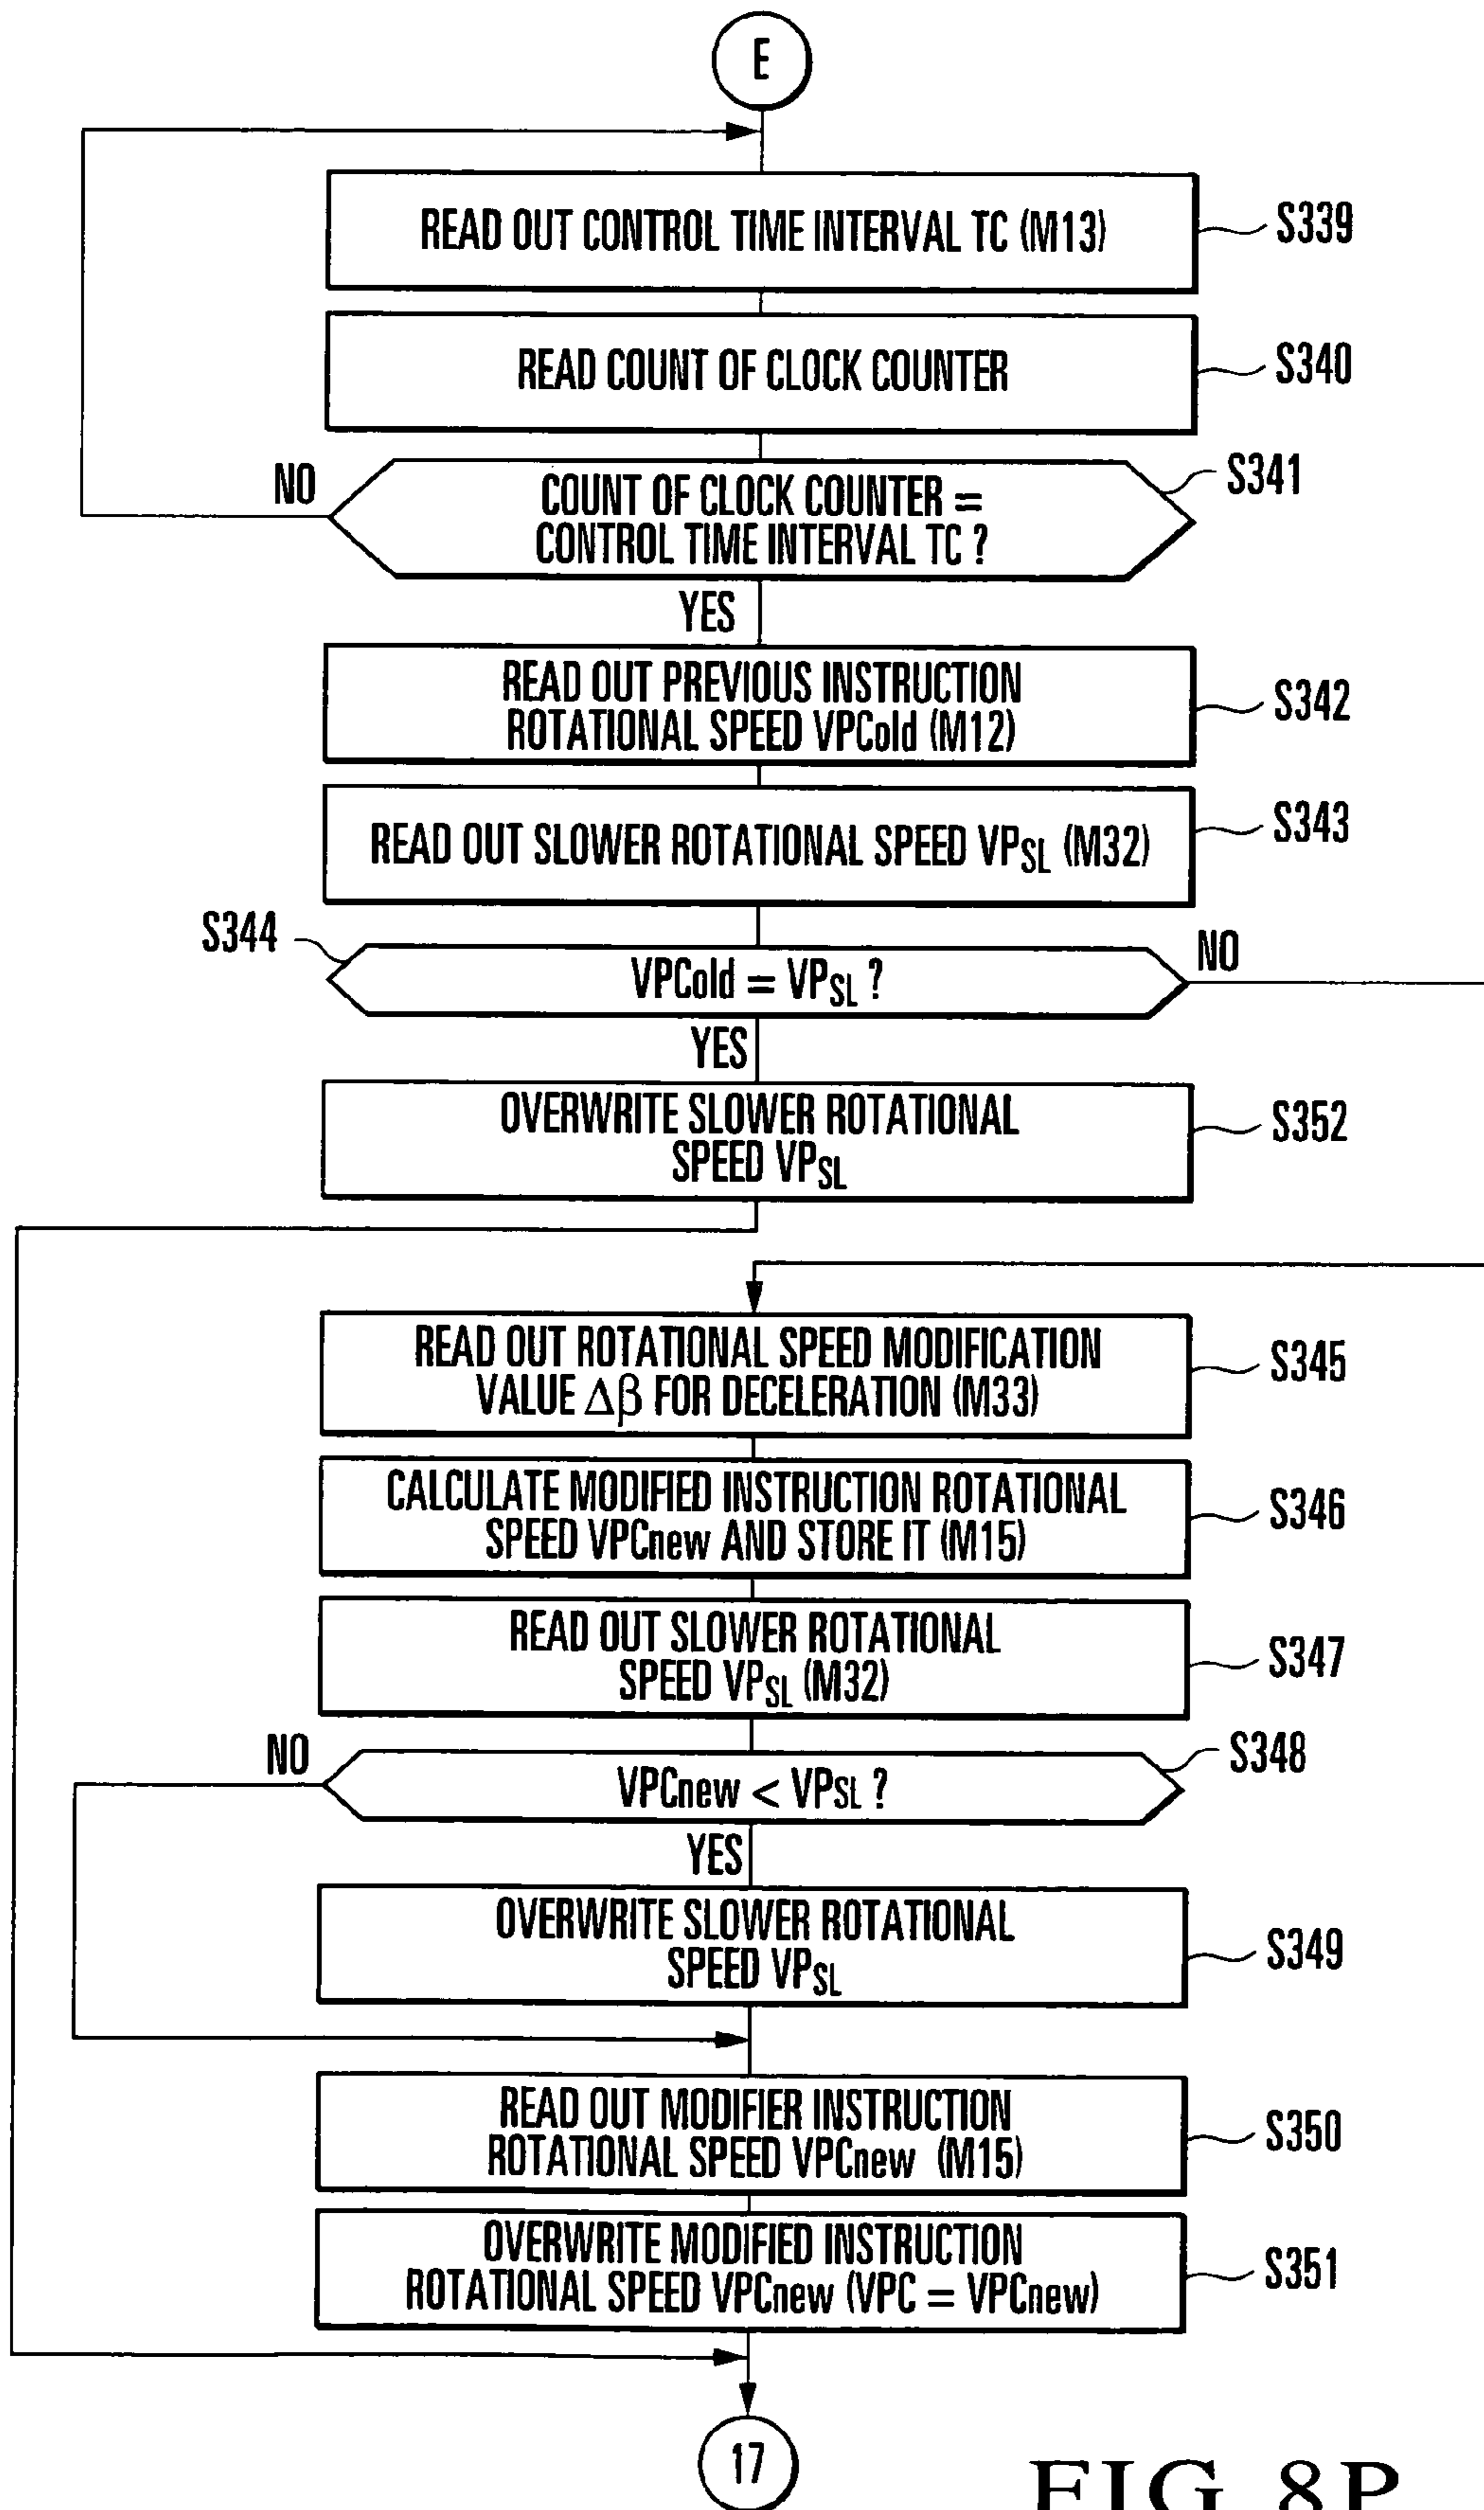 E
READ OUT CONTROL TIME INTERVAL TC (M13)
S339
READ COUNT OF CLOCK COUNTER
S340
COUNT OF CLOCK COUNTER =
CONTROL TIME INTERVAL TC ?
S341
NO
YES
READ OUT PREVIOUS INSTRUCTION
ROTATIONAL SPEED VPCold (M12)
S342
READ OUT SLOWER ROTATIONAL SPEED VPSL (M32)
S343
S344
VPCold = VPSL ?
NO
YES
OVERWRITE SLOWER ROTATIONAL
SPEED VPSL
S352
READ OUT ROTATIONAL SPEED MODIFICATION
VALUE Δβ FOR DECELERATION (M33)
S345
CALCULATE MODIFIED INSTRUCTION ROTATIONAL
SPEED VPCnew AND STORE IT (M15)
S346
READ OUT SLOWER ROTATIONAL
SPEED VPSL (M32)
S347
NO
VPCnew < VPSL ?
S348
YES
OVERWRITE SLOWER ROTATIONAL
SPEED VPSL
S349
READ OUT MODIFIER INSTRUCTION
ROTATIONAL SPEED VPCnew (M15)
S350
OVERWRITE MODIFIED INSTRUCTION
ROTATIONAL SPEED VPCnew (VPC = VPCnew)
S351
17
FIG. 8P